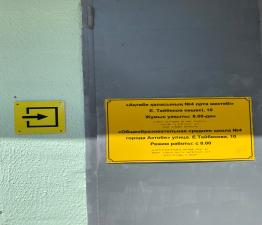 «Ақтөбе қаласының №4 орта мектебі»
Е. Тайбеков көшесі, 10
Жұмыс уақыты: 8.00-ден
«Общеобразовательная средняя школа №4
города Актобе» улица. Е.Тайбекова, 10
Режим работы: с 8.00